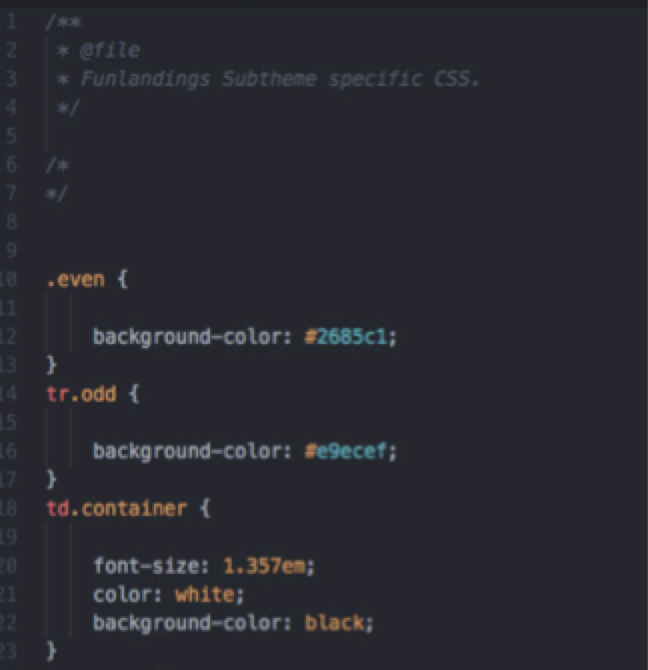 1 /**
2 * @file
3 * Funlandings Subtheme specific CSS.
4 */
5
6 /*
7 */
8
9
10 .even {
11
12 background-color: #2685c1;
13 }
14 tr.odd {
15
16 background-color: #e9ecef;
17 }
18 td.container {
19
20 font-size: 1.357em;
21 color: white;
22 background-color: black;
23 }